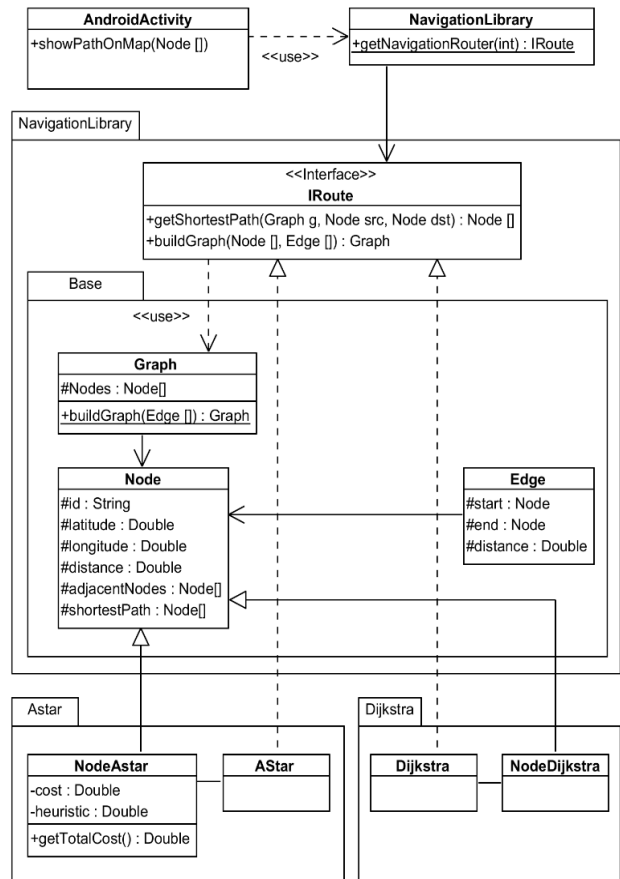 AndroidActivity
+showPathOnMap(Node [])
<<use>>
NavigationLibrary
+getNavigationRouter(int) : IRoute
NavigationLibrary
<<Interface>>
IRoute
+getShortestPath(Graph g, Node src, Node dst) : Node []
+buildGraph(Node [], Edge []) : Graph
Base
<<use>>
Graph
#Nodes : Node[]
+buildGraph(Edge []) : Graph
Node
#id : String
#latitude : Double
#longitude : Double
#distance : Double
#adjacentNodes : Node[]
#shortestPath : Node[]
Edge
#start : Node
#end : Node
#distance : Double
Astar
NodeAstar
-cost : Double
-heuristic : Double
+getTotalCost() : Double
AStar
Dijkstra
Dijkstra
NodeDijkstra